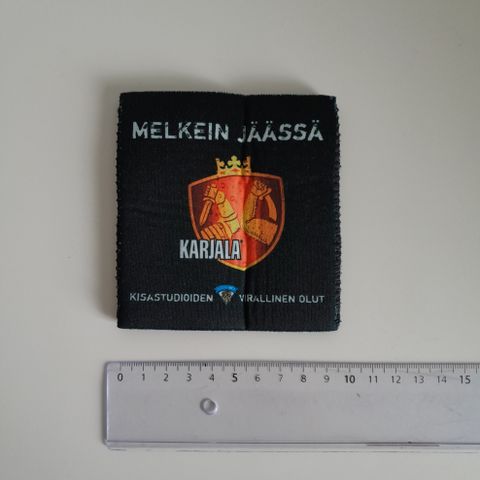 MELKEIN JÄÄSSÄ
KARJALA
KISASTUDIOIDEN VIRALLINEN OLUT
0 1 2 3 4 5 6 7 8 9 10 11 12 13 14 15